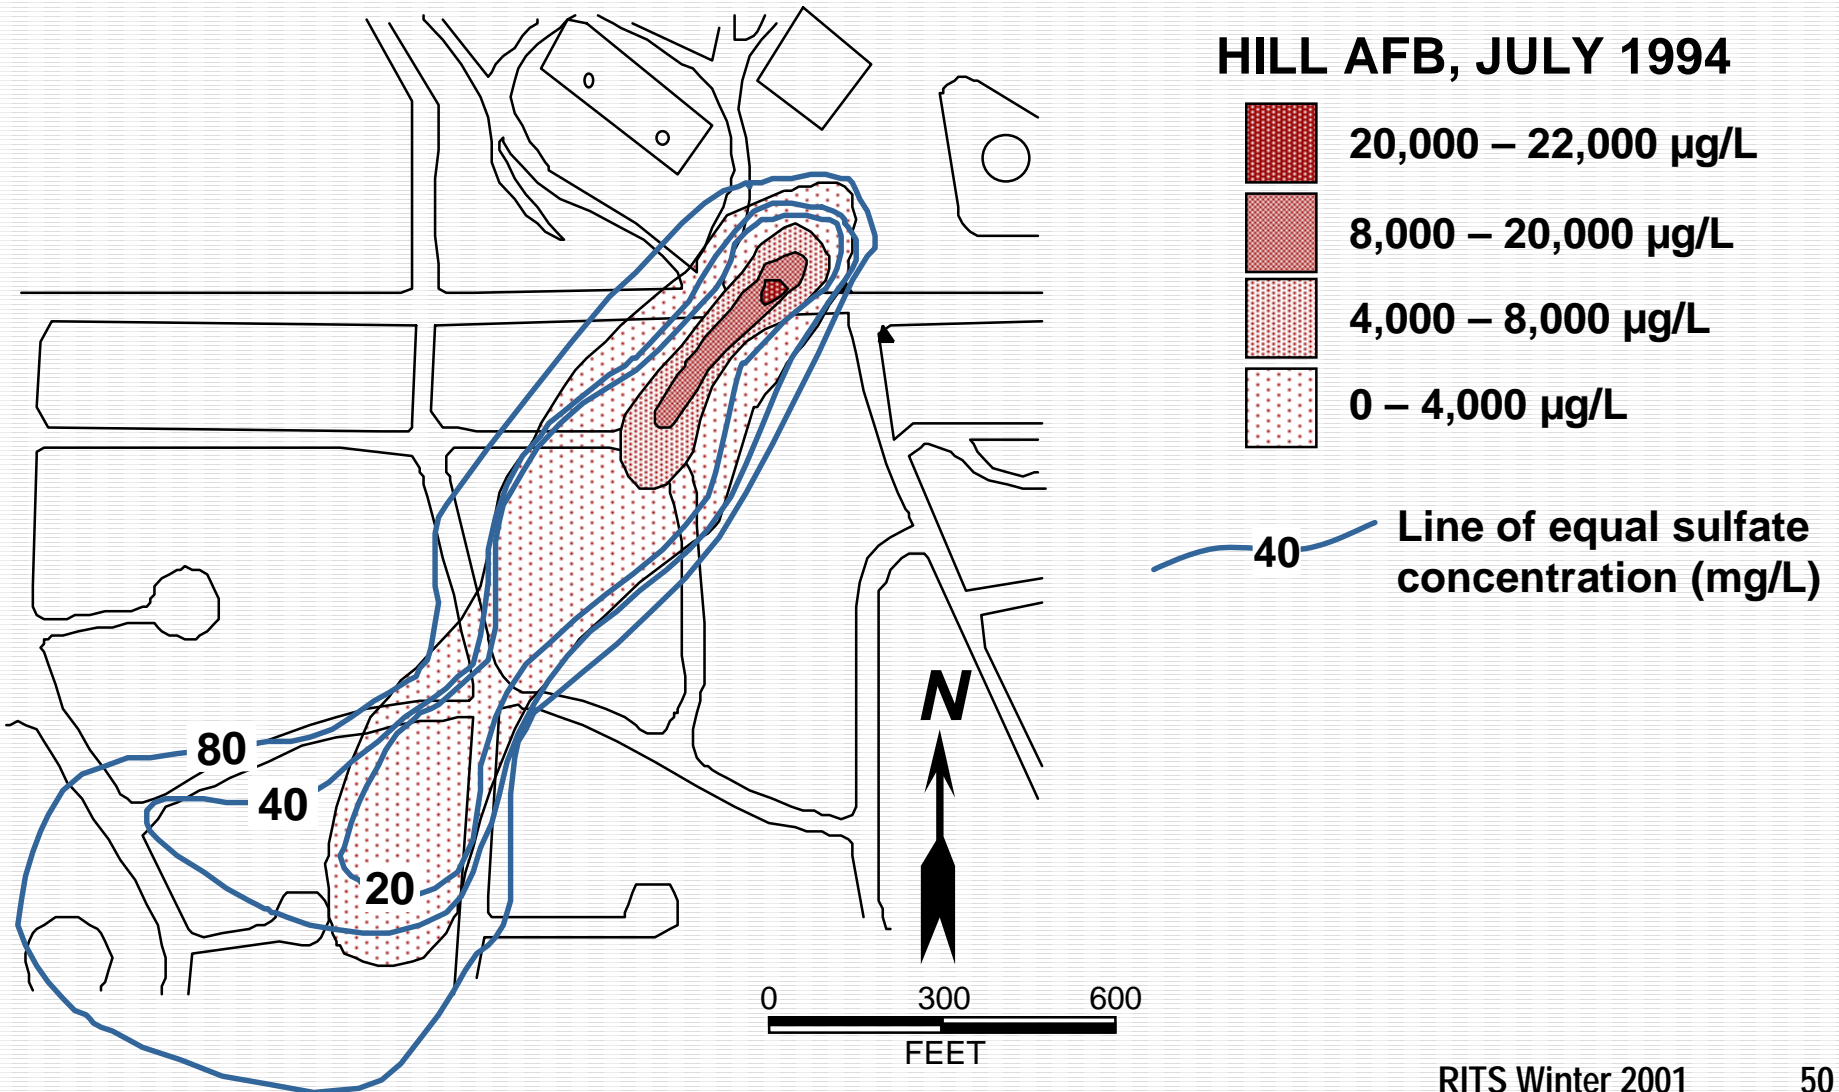 HILL AFB, JULY 1994
20,000 – 22,000 µg/L
8,000 – 20,000 µg/L
4,000 – 8,000 µg/L
0 – 4,000 µg/L
40
Line of equal sulfate
concentration (mg/L)
80
40
20
N
0 300 600
FEET
RITS Winter 2001 50